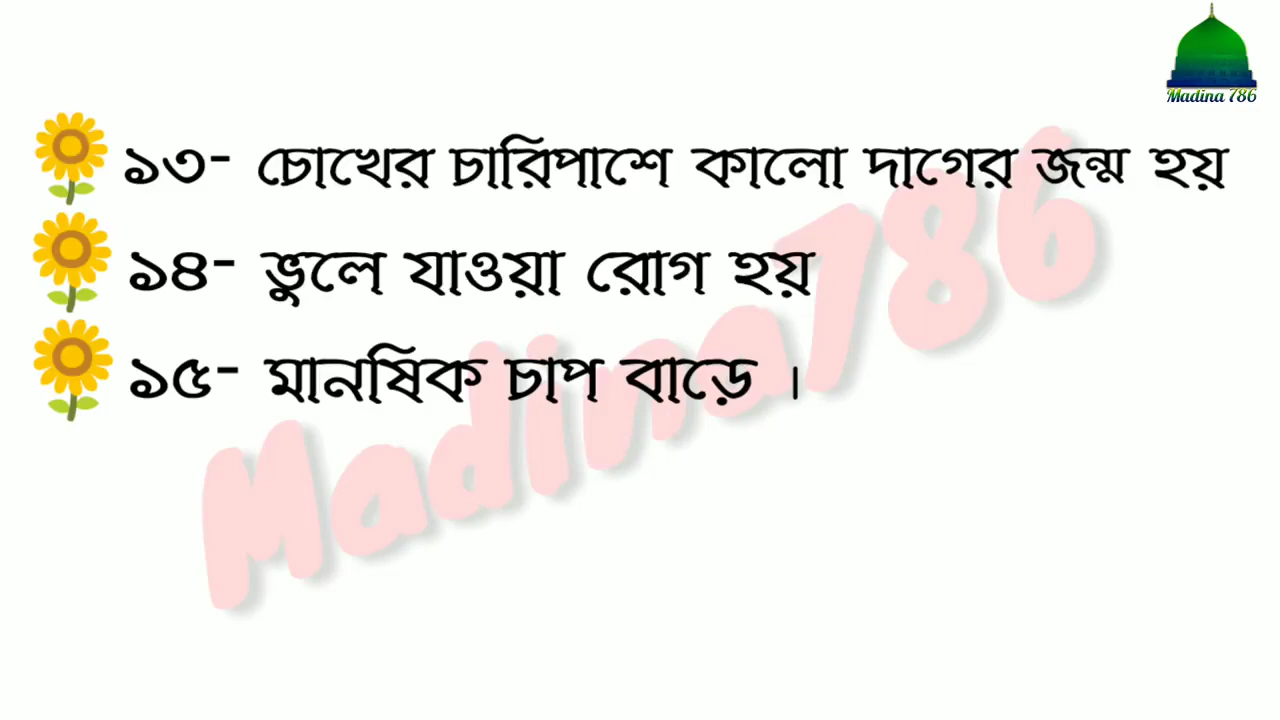 Madina 786
১৩- চোখের চারিপাশে কালো দাগের জন্ম হয়
১৪- ভুলে যাওয়া রোগ হয়
১৫- মানষিক চাপ বাড়ে ।
Madina786